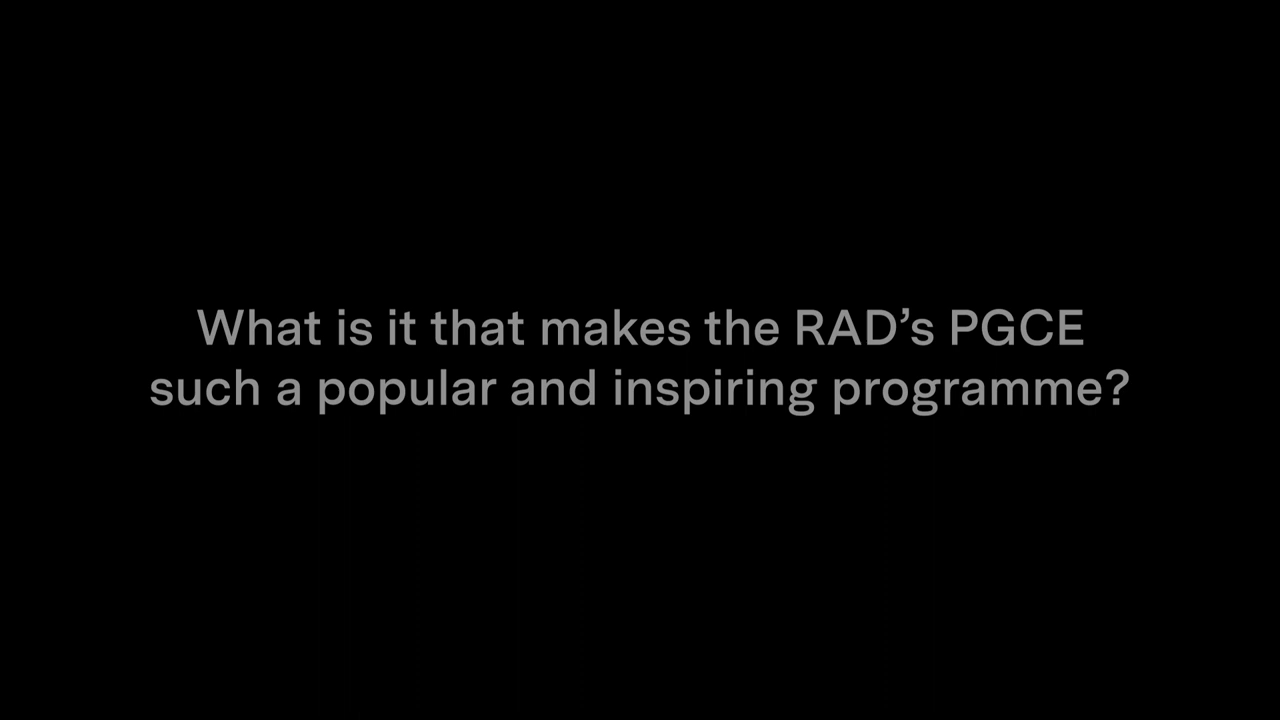 What is it that makes the RAD’s PGCE
such a popular and inspiring programme?